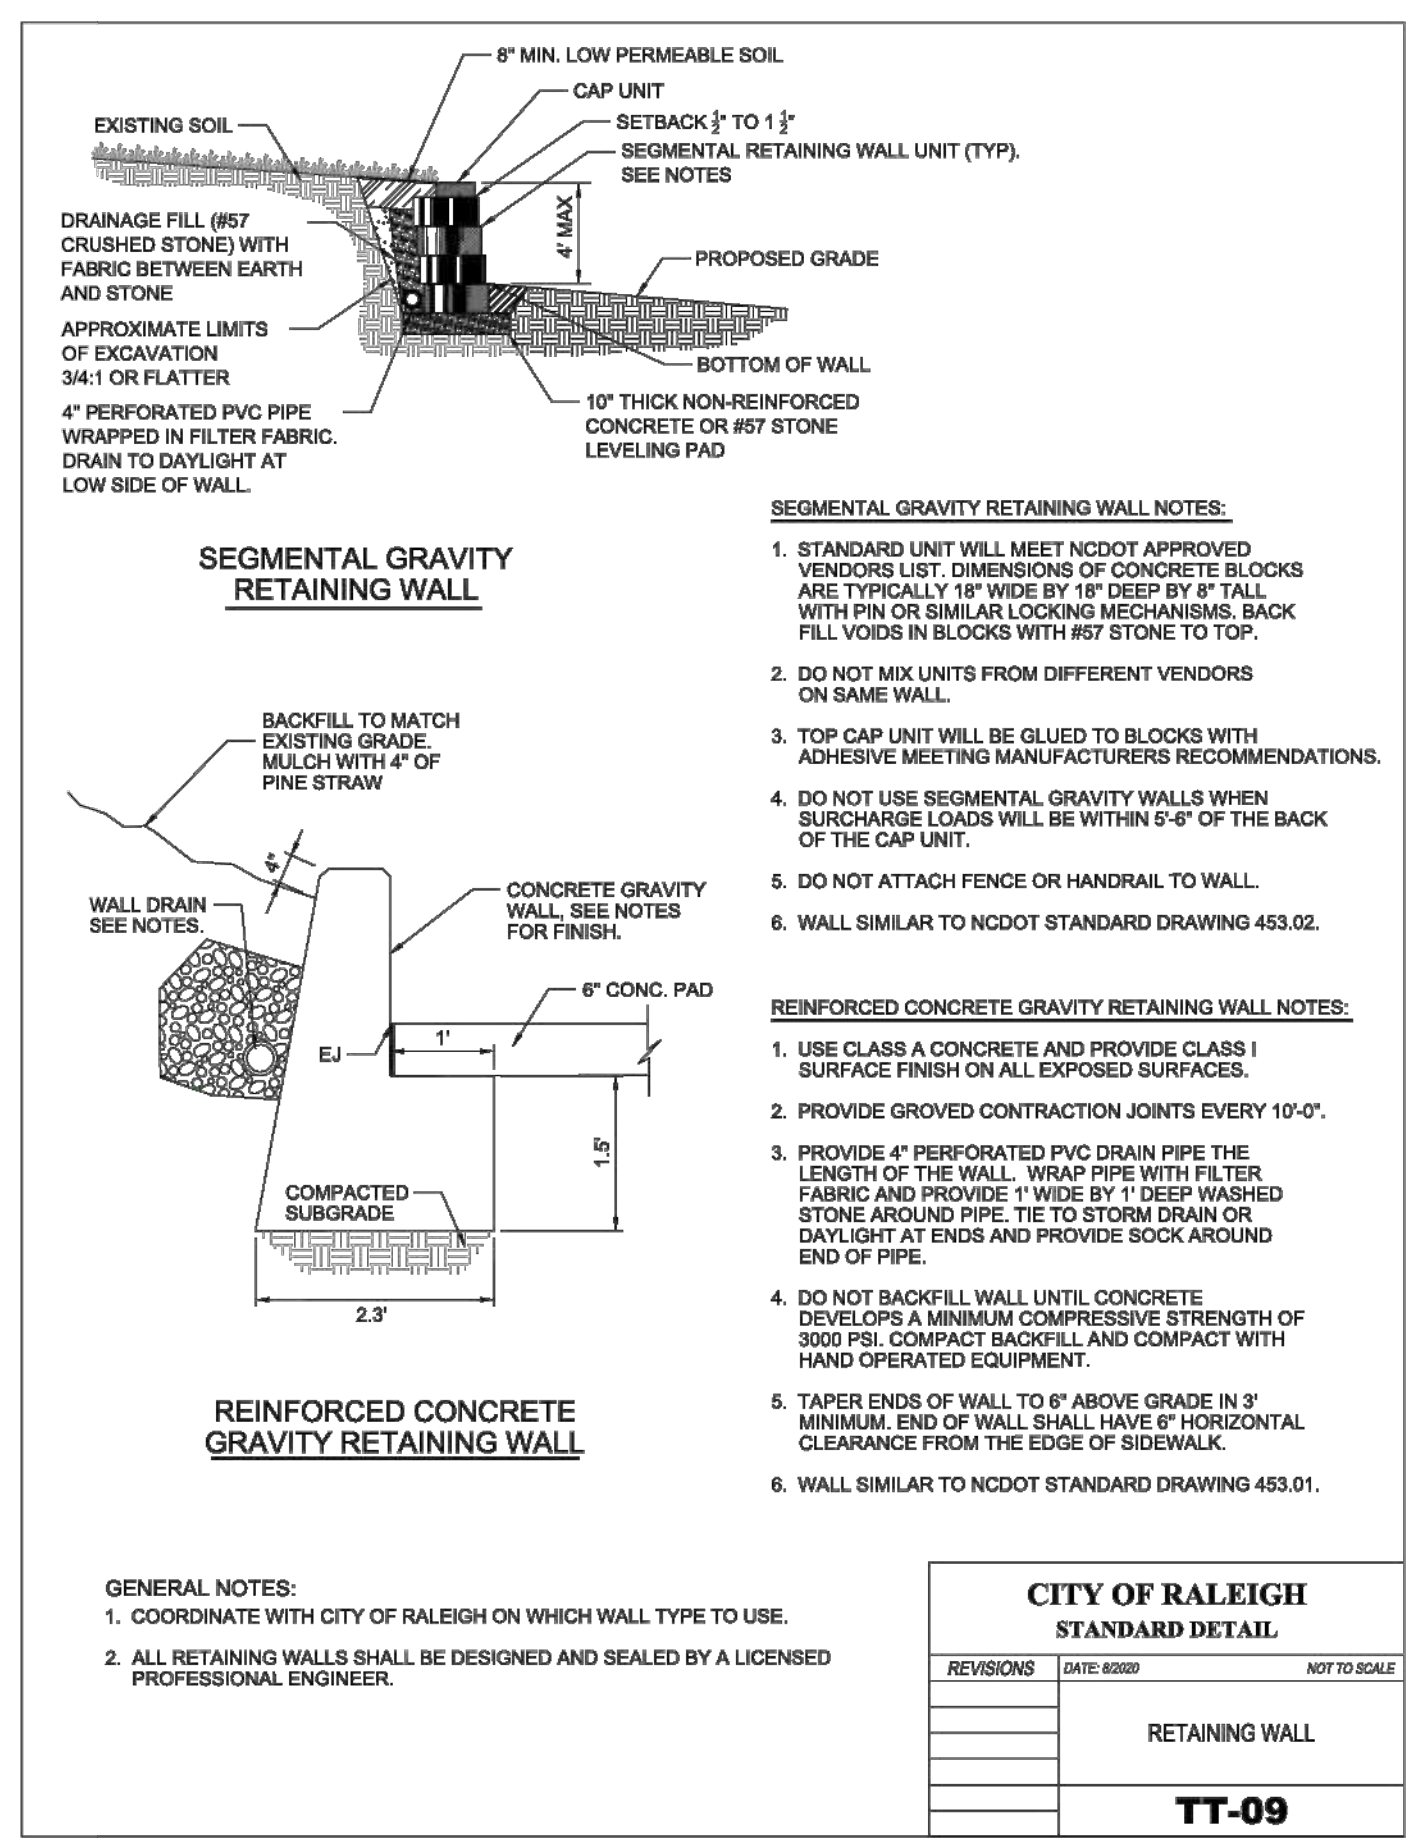 8" MIN. LOW PERMEABLE SOIL
CAP UNIT
EXISTING SOIL
SETBACK ½" TO 1 ½"
SEGMENTAL RETAINING WALL UNIT (TYP).
SEE NOTES
4' MAX
DRAINAGE FILL (#57
CRUSHED STONE) WITH
FABRIC BETWEEN EARTH
AND STONE
PROPOSED GRADE
APPROXIMATE LIMITS
OF EXCAVATION
3/4:1 OR FLATTER
BOTTOM OF WALL
4" PERFORATED PVC PIPE
WRAPPED IN FILTER FABRIC.
DRAIN TO DAYLIGHT AT
LOW SIDE OF WALL.
10" THICK NON-REINFORCED
CONCRETE OR #57 STONE
LEVELING PAD
SEGMENTAL GRAVITY
RETAINING WALL
SEGMENTAL GRAVITY RETAINING WALL NOTES:
1. STANDARD UNIT WILL MEET NCDOT APPROVED
VENDORS LIST. DIMENSIONS OF CONCRETE BLOCKS
ARE TYPICALLY 18" WIDE BY 18" DEEP BY 8" TALL
WITH PIN OR SIMILAR LOCKING MECHANISMS. BACK
FILL VOIDS IN BLOCKS WITH #57 STONE TO TOP.
2. DO NOT MIX UNITS FROM DIFFERENT VENDORS
ON SAME WALL.
3. TOP CAP UNIT WILL BE GLUED TO BLOCKS WITH
ADHESIVE MEETING MANUFACTURERS RECOMMENDATIONS.
4. DO NOT USE SEGMENTAL GRAVITY WALLS WHEN
SURCHARGE LOADS WILL BE WITHIN 5'-6" OF THE BACK
OF THE CAP UNIT.
5. DO NOT ATTACH FENCE OR HANDRAIL TO WALL.
6. WALL SIMILAR TO NCDOT STANDARD DRAWING 453.02.
BACKFILL TO MATCH
EXISTING GRADE.
MULCH WITH 4" OF
PINE STRAW
4"
WALL DRAIN
SEE NOTES.
CONCRETE GRAVITY
WALL, SEE NOTES
FOR FINISH.
6" CONC. PAD
EJ
1'
1.5'
COMPACTED
SUBGRADE
2.3'
REINFORCED CONCRETE
GRAVITY RETAINING WALL
REINFORCED CONCRETE GRAVITY RETAINING WALL NOTES:
1. USE CLASS A CONCRETE AND PROVIDE CLASS I
SURFACE FINISH ON ALL EXPOSED SURFACES.
2. PROVIDE GROVED CONTRACTION JOINTS EVERY 10'-0".
3. PROVIDE 4" PERFORATED PVC DRAIN PIPE THE
LENGTH OF THE WALL. WRAP PIPE WITH FILTER
FABRIC AND PROVIDE 1' WIDE BY 1' DEEP WASHED
STONE AROUND PIPE. TIE TO STORM DRAIN OR
DAYLIGHT AT ENDS AND PROVIDE SOCK AROUND
END OF PIPE.
4. DO NOT BACKFILL WALL UNTIL CONCRETE
DEVELOPS A MINIMUM COMPRESSIVE STRENGTH OF
3000 PSI. COMPACT BACKFILL AND COMPACT WITH
HAND OPERATED EQUIPMENT.
5. TAPER ENDS OF WALL TO 6" ABOVE GRADE IN 3'
MINIMUM. END OF WALL SHALL HAVE 6" HORIZONTAL
CLEARANCE FROM THE EDGE OF SIDEWALK.
6. WALL SIMILAR TO NCDOT STANDARD DRAWING 453.01.
GENERAL NOTES:
1. COORDINATE WITH CITY OF RALEIGH ON WHICH WALL TYPE TO USE.
2. ALL RETAINING WALLS SHALL BE DESIGNED AND SEALED BY A LICENSED
PROFESSIONAL ENGINEER.
CITY OF RALEIGH
STANDARD DETAIL
REVISIONS DATE: 8/2020 NOT TO SCALE
RETAINING WALL
TT-09